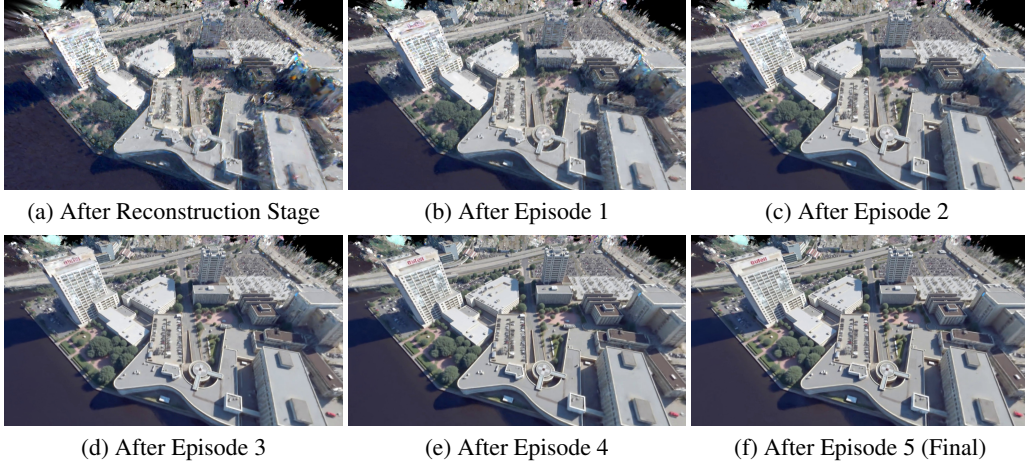 (a) After Reconstruction Stage
(b) After Episode 1
(c) After Episode 2
(d) After Episode 3
(e) After Episode 4
(f) After Episode 5 (Final)